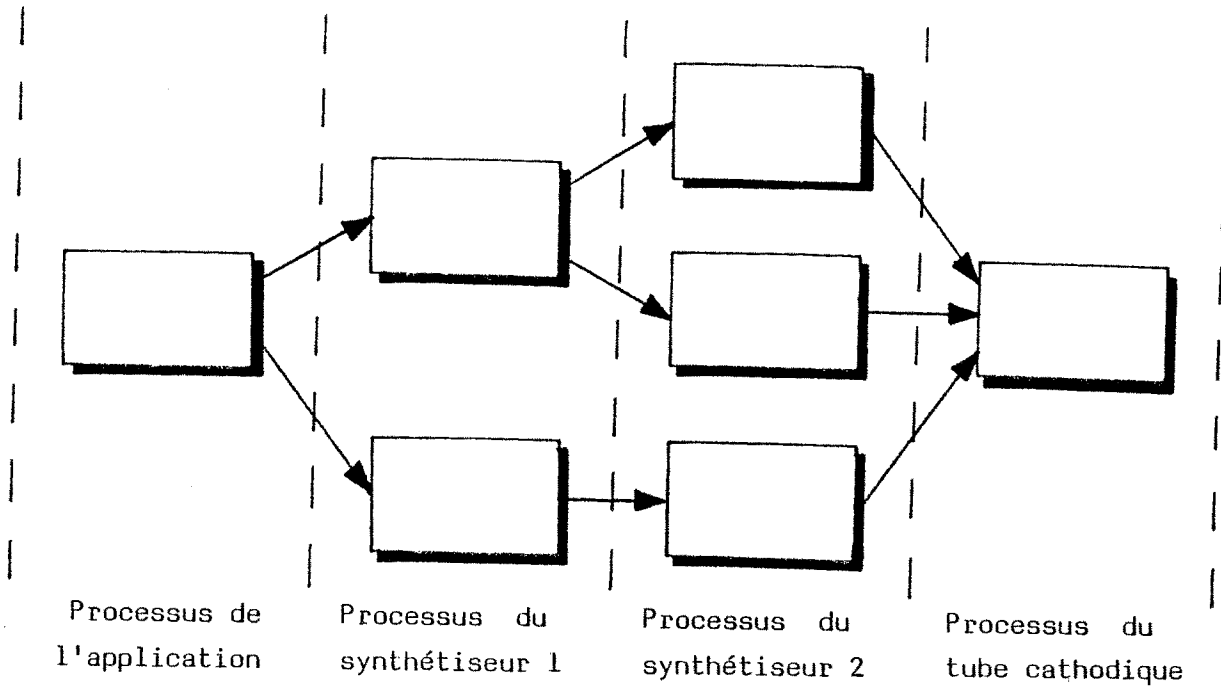 Processus de
l'application
Processus du
synthétiseur 1
Processus du
synthétiseur 2
Processus du
tube cathodique